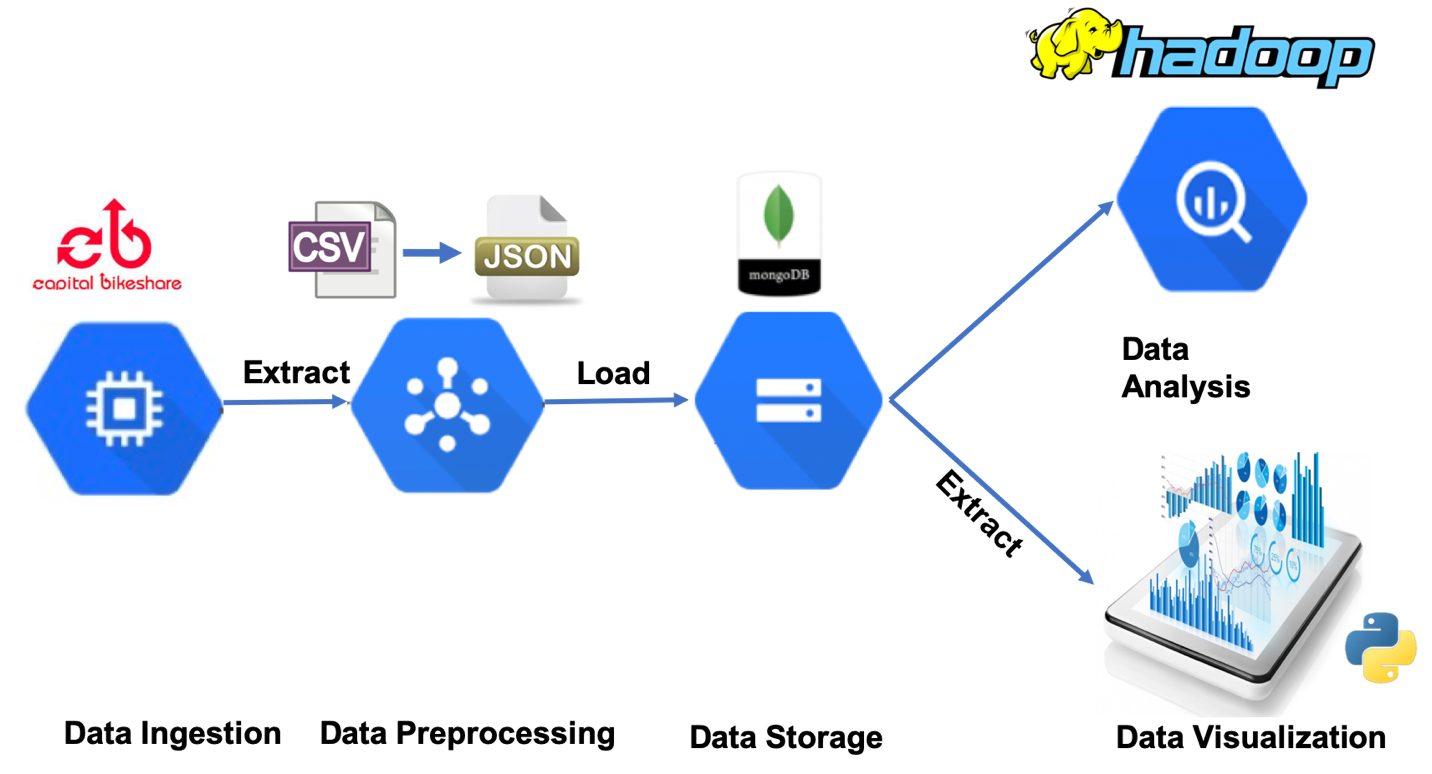 hadoop
capital bikeshare
CSV
JSON
mongoDB
Extract
Load
Data
Analysis
Extract
Data Ingestion
Data Preprocessing
Data Storage
Data Visualization